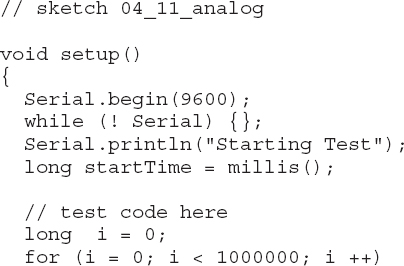 // sketch 04_11_analog

void setup()
{
  Serial.begin(9600);
  while (! Serial) {};
  Serial.println("Starting Test");
  long startTime = millis();

  // test code here
  long  i = 0;
  for (i = 0; i < 1000000; i ++)